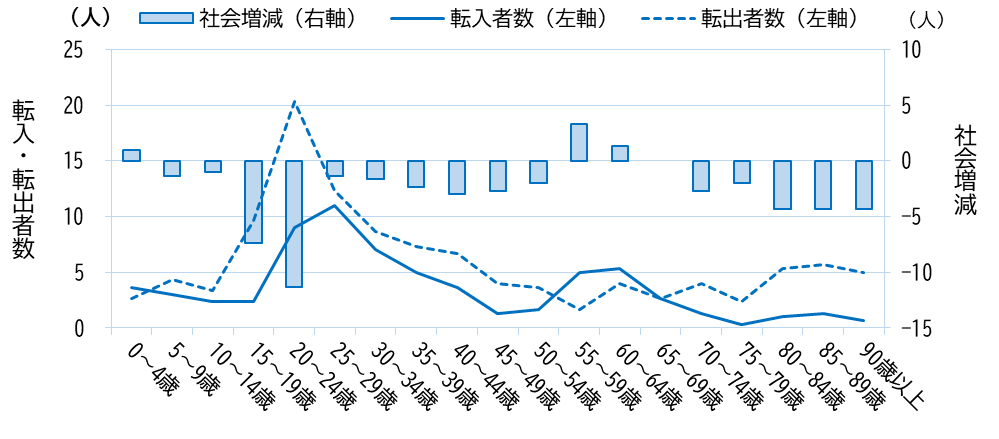 （人）
社会増減（右軸）
転入者数（左軸）
転出者数（左軸）
（人）
25
20
15
10
5
0
10
5
0
−5
−10
−15
転入・転出者数
社会増減
0～4歳
5～9歳
10～14歳
15～19歳
20～24歳
25～29歳
30～34歳
35～39歳
40～44歳
45～49歳
50～54歳
55～59歳
60～64歳
65～69歳
70～74歳
75～79歳
80～84歳
85～89歳
90歳以上